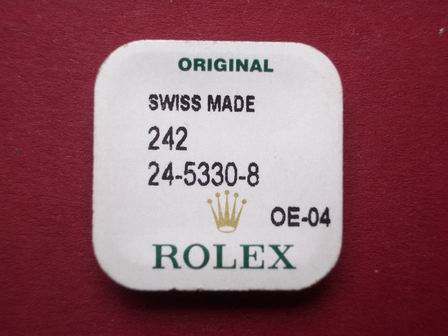 ORIGINAL
SWISS MADE
242
24-5330-8
OE-04
ROLEX